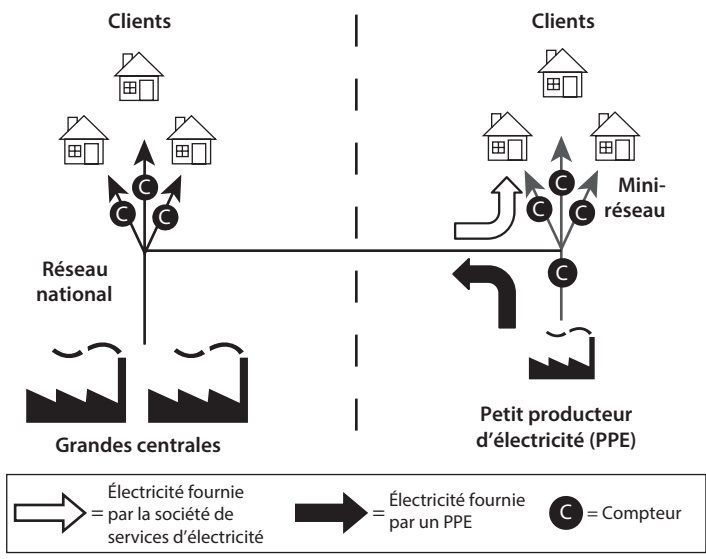 Clients
Clients
C
C
C
C
C
C
Mini-
réseau
Réseau
national
C
Grandes centrales
Petit producteur
d'électricité (PPE)
= Électricité fournie
par la société de
services d'électricité
= Électricité fournie
par un PPE
C = Compteur